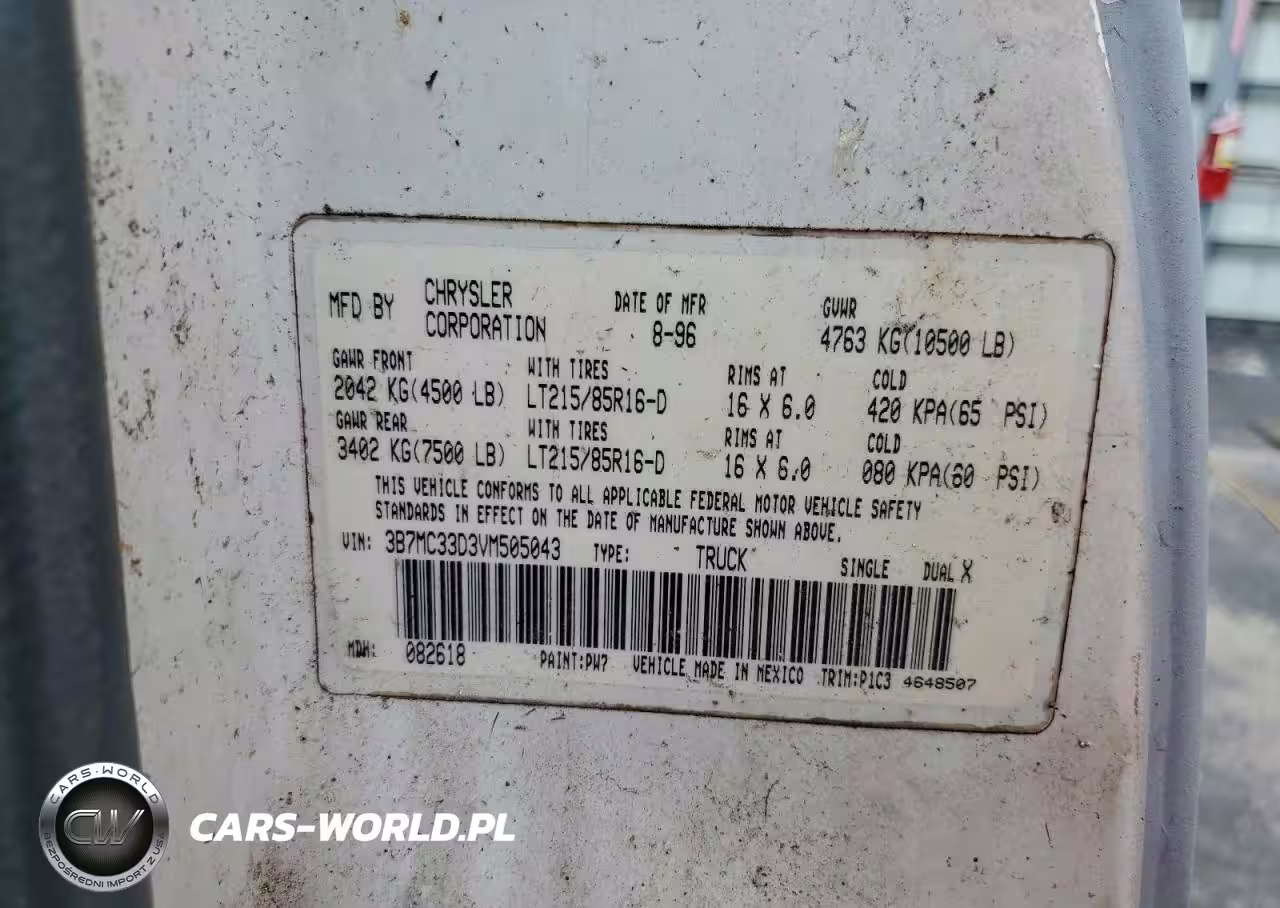 MFD BY CHRYSLER CORPORATION DATE OF MFR 8-96 GVWR 4763 KG(10500 LB)
GAWR FRONT WITH TIRES RIMS AT COLD
2042 KG(4500 LB) LT215/85R16-D 16 X 6.0 420 KPA(65 PSI)
GAWR REAR WITH TIRES RIMS AT COLD
3402 KG(7500 LB) LT215/85R16-D 16 X 6.0 080 KPA(60 PSI)
THIS VEHICLE CONFORMS TO ALL APPLICABLE FEDERAL MOTOR VEHICLE SAFETY
STANDARDS IN EFFECT ON THE DATE OF MANUFACTURE SHOWN ABOVE.
VIN: 3B7MC33D3VM505043 TYPE: TRUCK SINGLE DUAL X
MDH: 082618 PAINT:PW7 VEHICLE MADE IN MEXICO TRIM:P1C3 4648507
CARS-WORLD
CW
BEZPOŚREDNI IMPORT Z USA
CARS-WORLD.PL